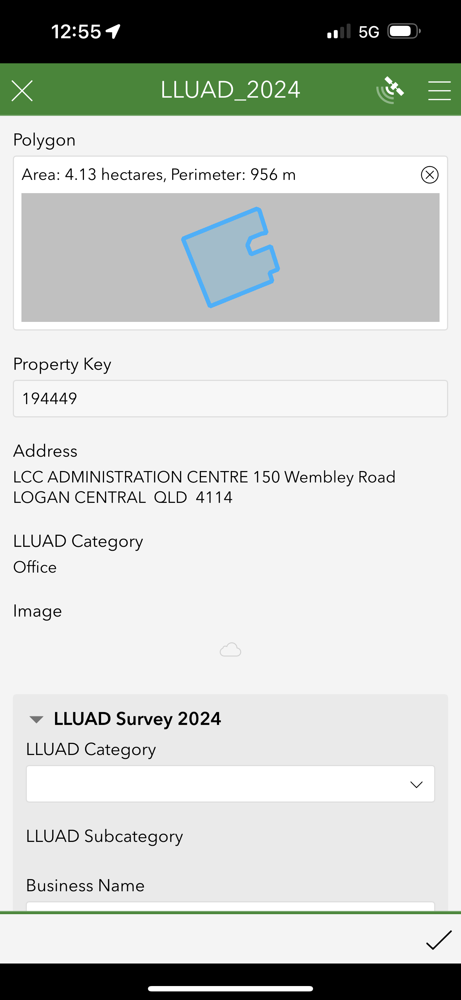 12:55
5G
LLUAD_2024
Polygon
Area: 4.13 hectares, Perimeter: 956 m
Property Key
194449
Address
LCC ADMINISTRATION CENTRE 150 Wembley Road
LOGAN CENTRAL  QLD  4114
LLUAD Category
Office
Image
LLUAD Survey 2024
LLUAD Category
LLUAD Subcategory
Business Name